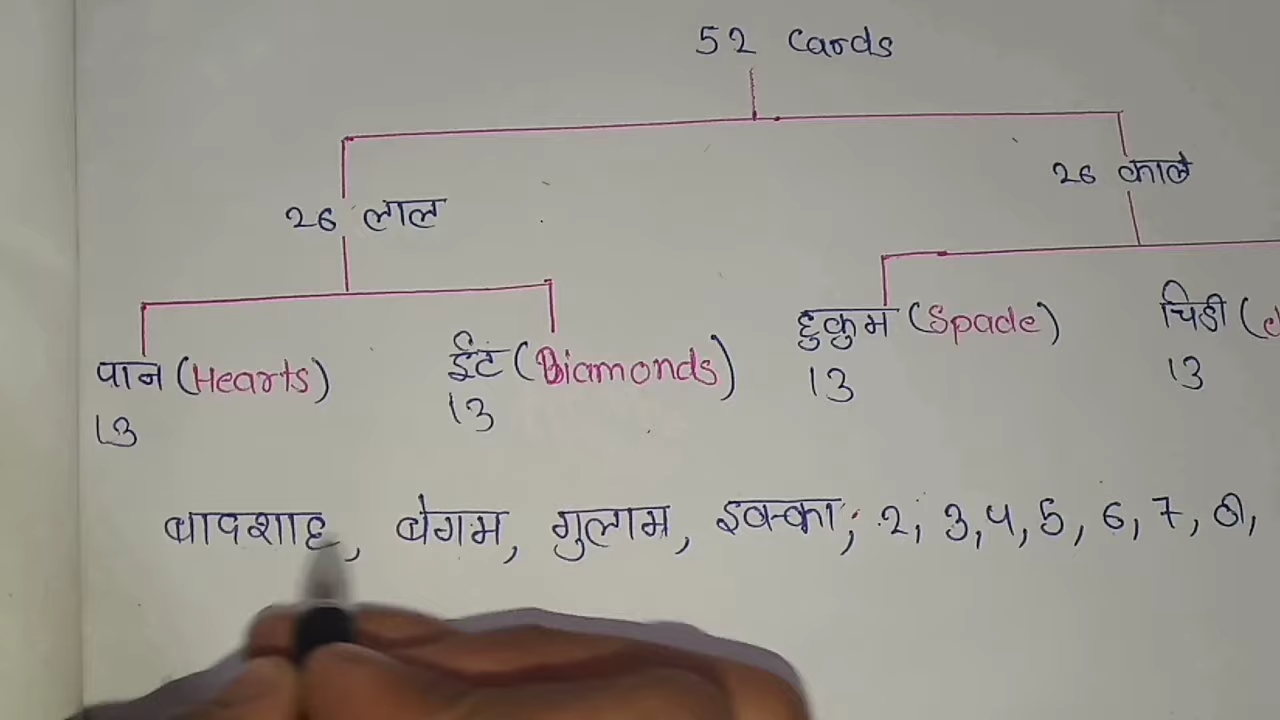 52 Cards
26 लाल
26 काले
पान (Hearts)
13
ईट (Diamonds)
13
हुकुम (Spade)
13
चिडी (
13
बादशाह, बेगम, गुलाम, इक्का, 2, 3, 4, 5, 6, 7, 8,